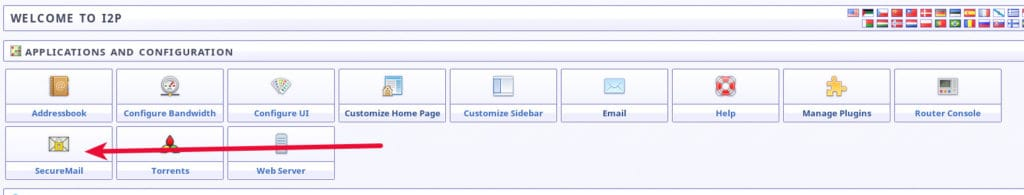 WELCOME TO I2P
APPLICATIONS AND CONFIGURATION
Addressbook Configure Bandwidth Configure UI Customize Home Page Customize Sidebar Email Help Manage Plugins Router Console
SecureMail Torrents Web Server